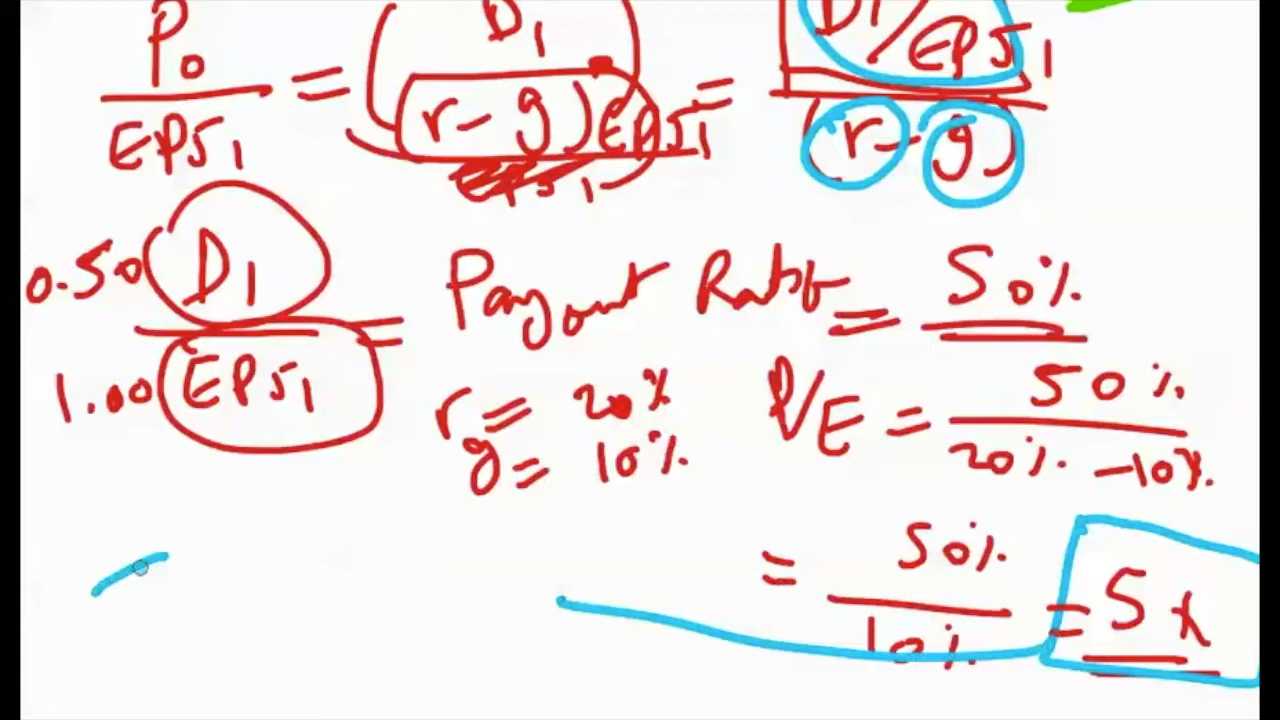 P0 / EPS1 = D1 / (r - g) EPS1 = D1/EPS1 / (r - g)
EPS1
0.50 D1 / 1.00 EPS1 = Payout Ratio = 50%
r = 20%
g = 10%
P/E = 50% / 20% - 10%
= 50% / 10% = 5x